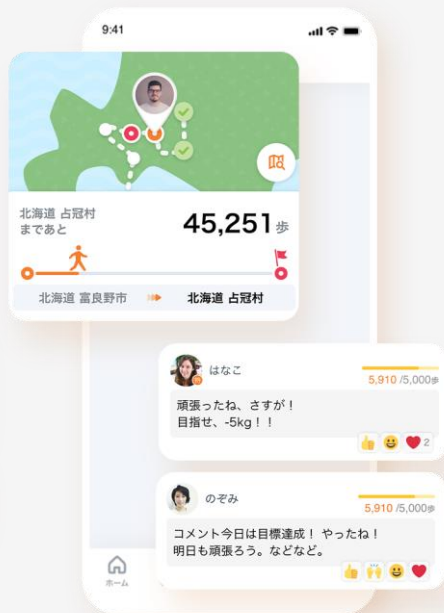 9:41
北海道 占冠村
まであと
45,251歩
北海道 富良野市
北海道 占冠村
はなこ
5,910 /5,000歩
頑張ったね、さすが！
目指せ、-5kg！！
2
のぞみ
5,910 /5,000歩
コメント今日は目標達成！ やったね！
明日も頑張ろう。などなど。
ホーム